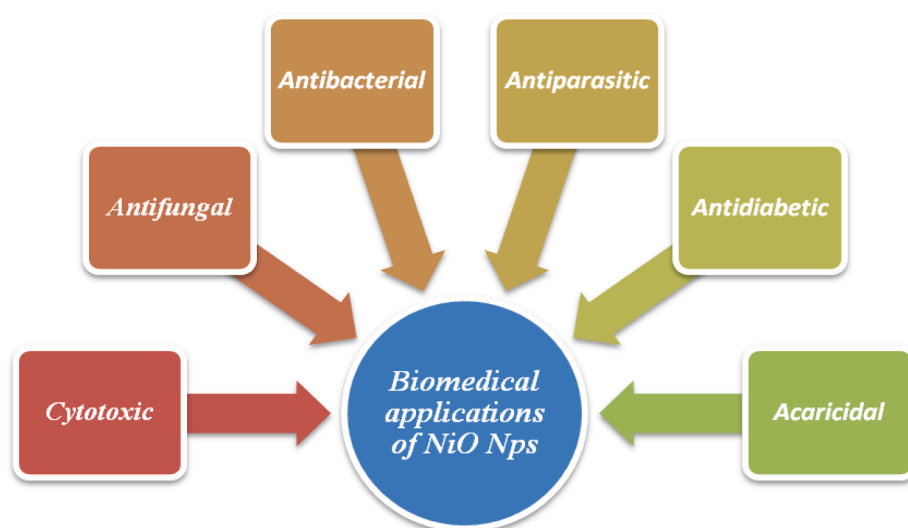 Antibacterial
Antiparasitic
Antifungal
Antidiabetic
Cytotoxic
Biomedical
applications
of NiO Nps
Acaricidal